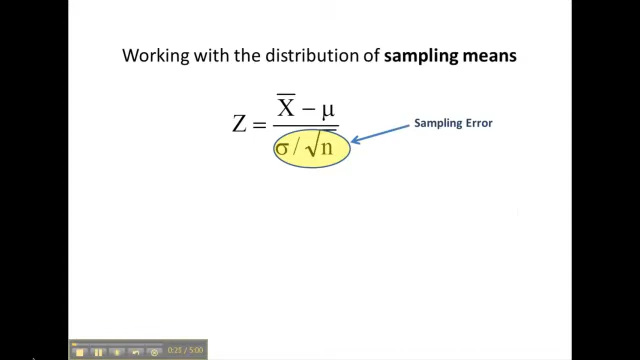 Working with the distribution of sampling means
Z = (X̅ − μ) / (σ / √n)
Sampling Error
0:21 / 5:00